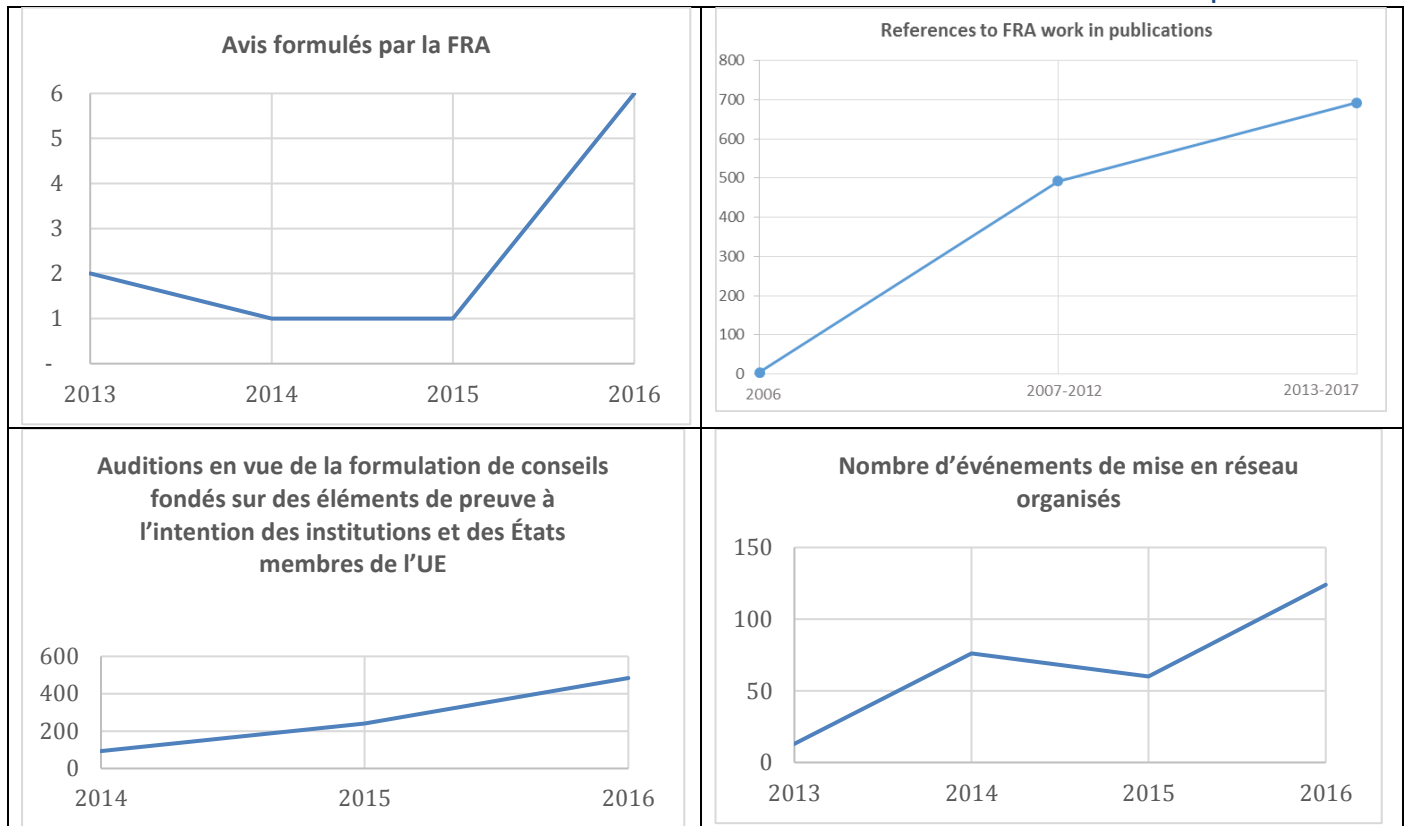 Avis formulés par la FRA
6
5
4
3
2
1
-
2013 2014 2015 2016
References to FRA work in publications
800
700
600
500
400
300
200
100
0
2006 2007-2012 2013-2017
Auditions en vue de la formulation de conseils
fondés sur des éléments de preuve à
l’intention des institutions et des États
membres de l’UE
600
400
200
0
2014 2015 2016
Nombre d’événements de mise en réseau
organisés
150
100
50
0
2013 2014 2015 2016